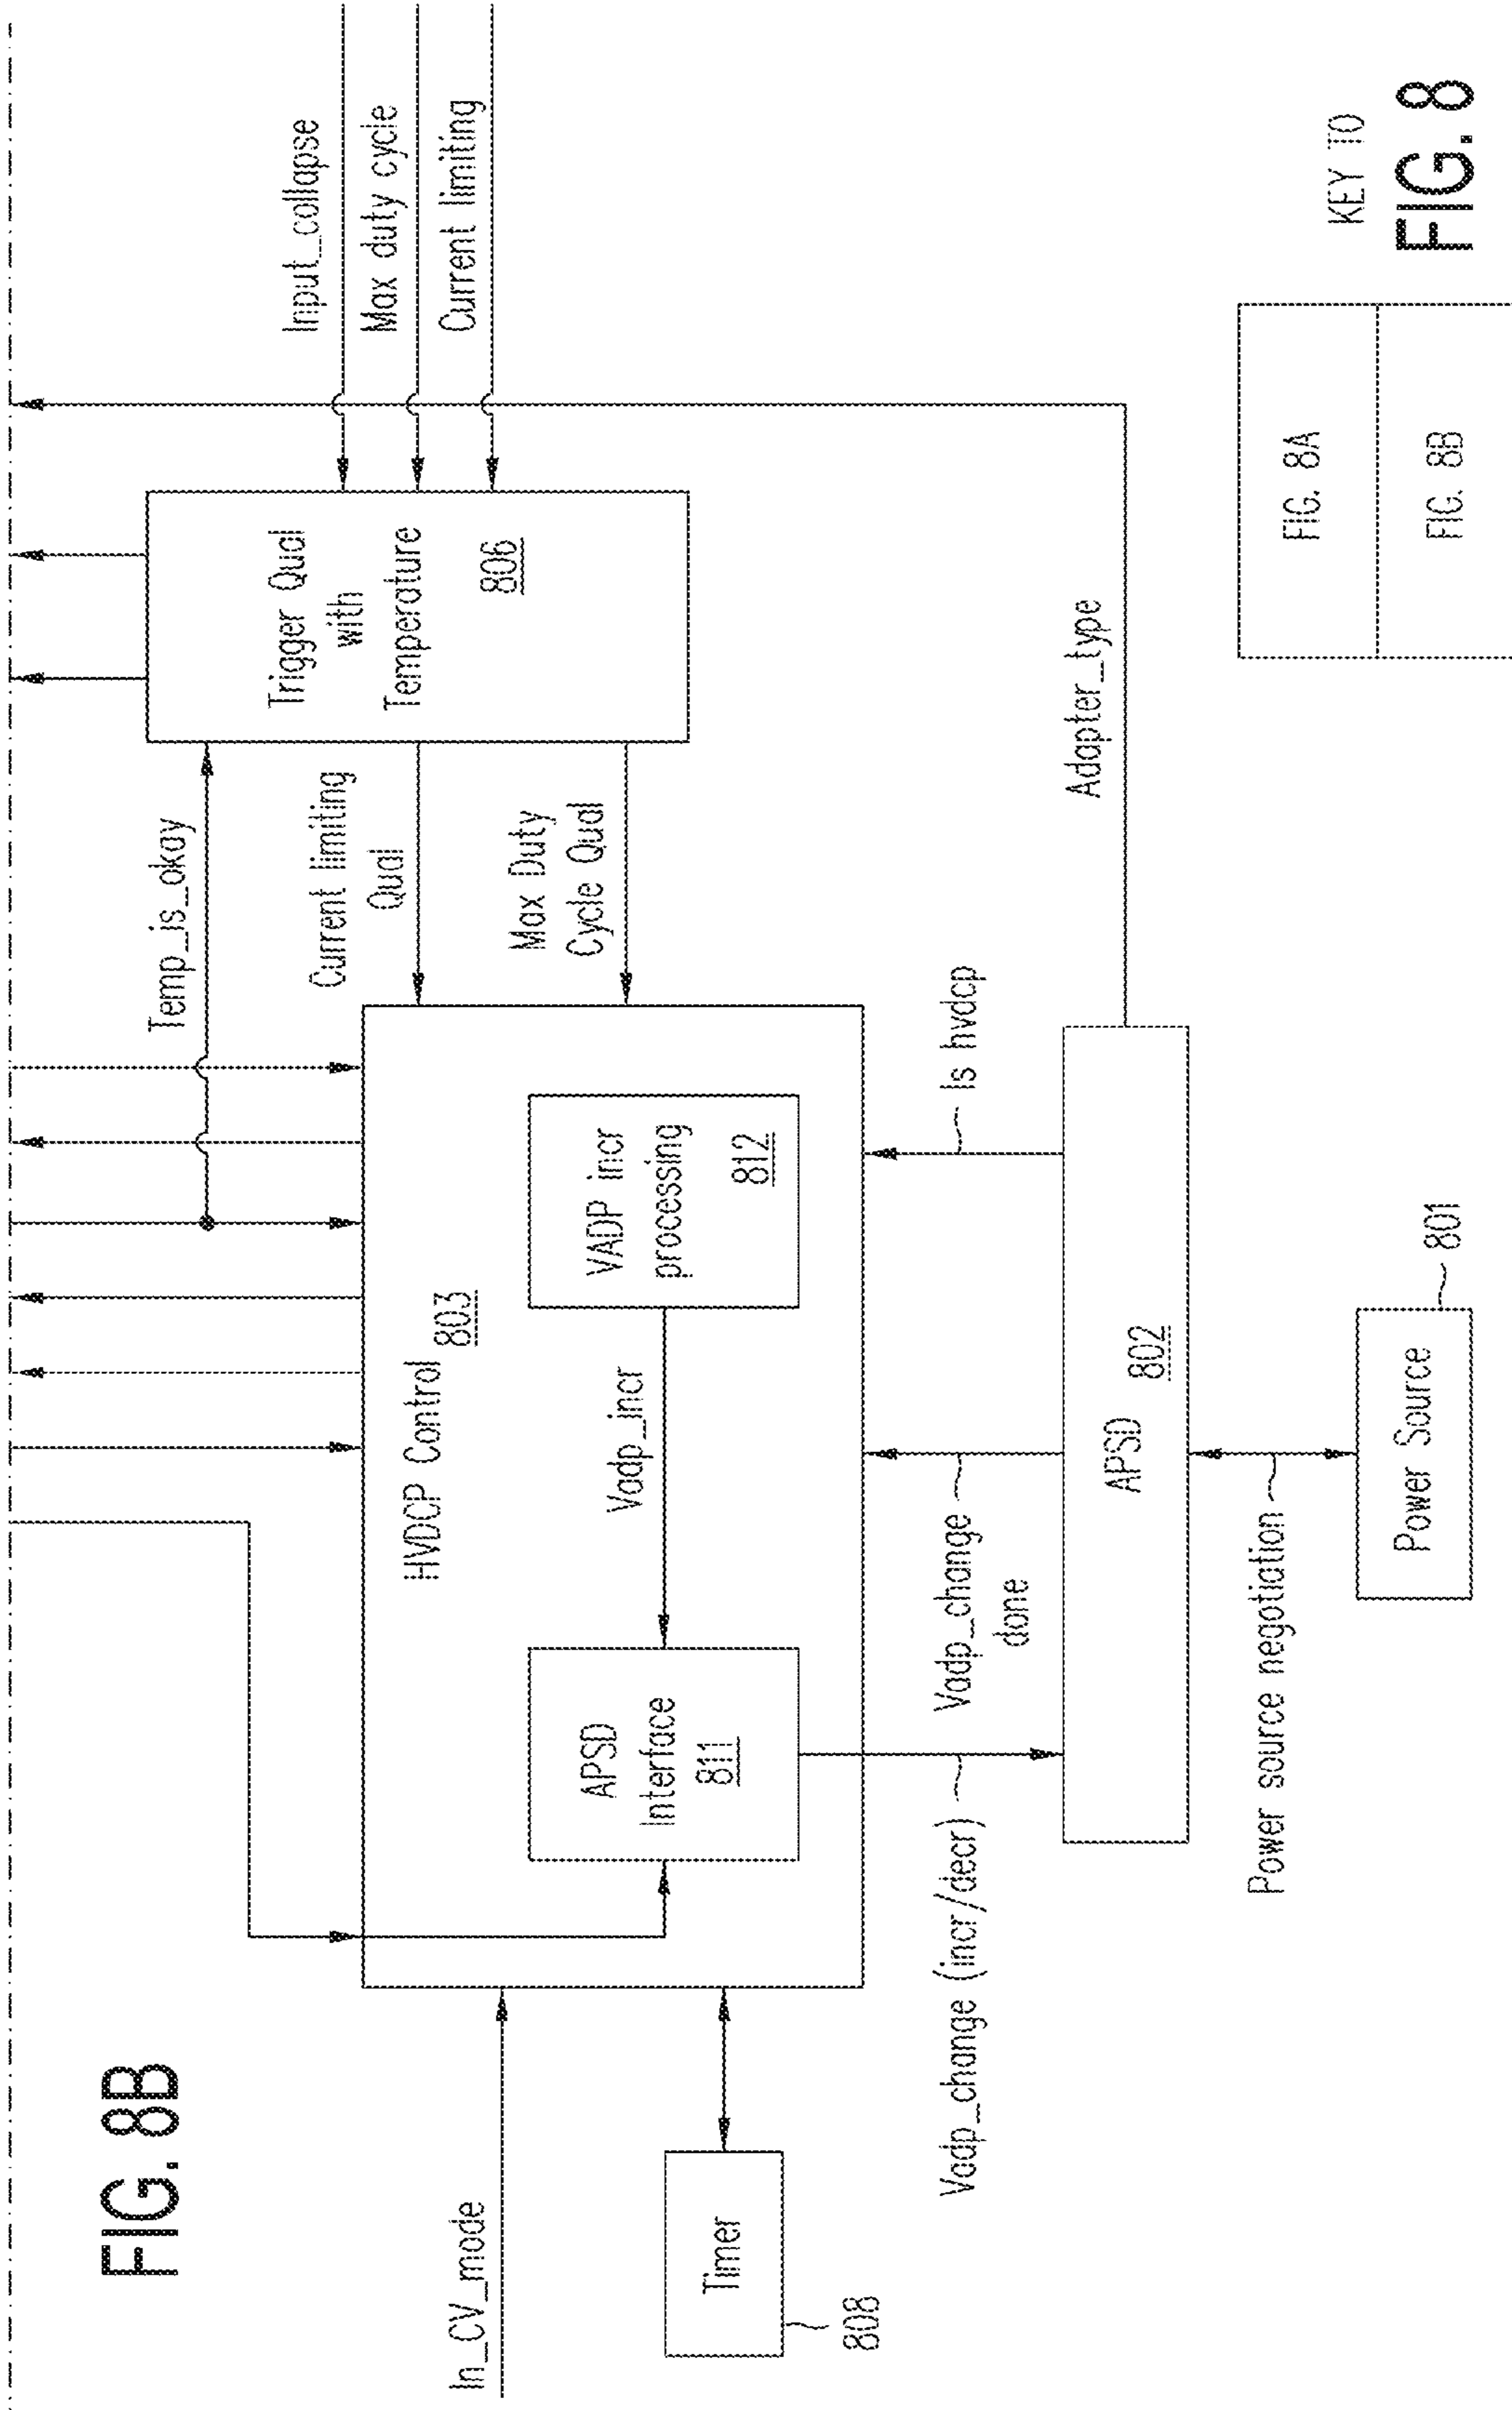 FIG. 8B
Temp_is_okay
Input_collapse
Max duty cycle
Current limiting
Trigger Qual
with
Temperature
806
Current limiting
Qual
Max Duty
Cycle Qual
In_CV_mode
HVDCP Control
803
APSD
Interface
811
Vadp_incr
VADP incr
processing
812
Timer
808
Vadp_change (incr/decr)
Vadp_change
done
Is hvdcp
Adapter_type
APSD
802
Power source negotiation
Power Source
801
FIG. 8A
FIG. 8B
KEY TO
FIG. 8